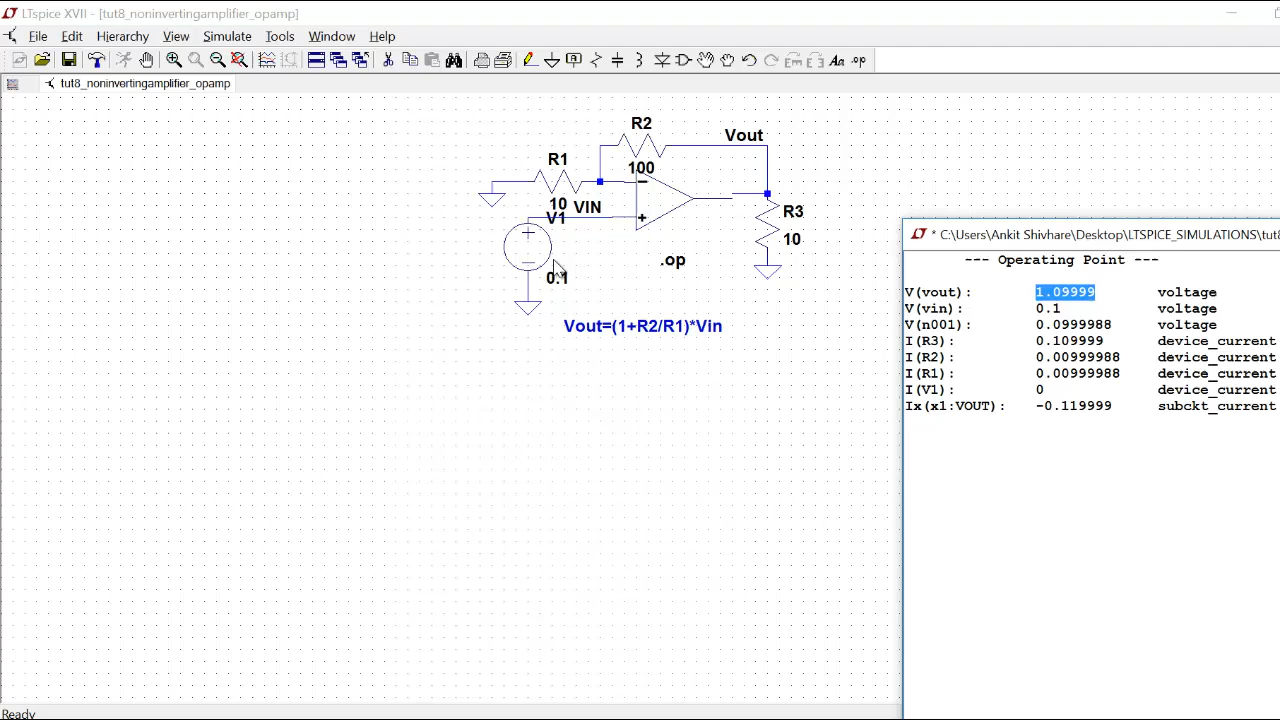 LTspice XVII - [tut8_noninvertingamplifier_opamp]
File Edit Hierarchy View Simulate Tools Window Help
Aa .op
tut8_noninvertingamplifier_opamp
R2
Vout
R1
100
10
VIN
V1
R3
10
.op
0.1
Vout=(1+R2/R1)*Vin
* C:\Users\Ankit Shivhare\Desktop\LTSPICE_SIMULATIONS\tut8
--- Operating Point ---
V(vout): 1.09999 voltage
V(vin): 0.1 voltage
V(n001): 0.0999988 voltage
I(R3): 0.109999 device_current
I(R2): 0.00999988 device_current
I(R1): 0.00999988 device_current
I(V1): 0 device_current
Ix(x1:VOUT): -0.119999 subckt_current
Ready